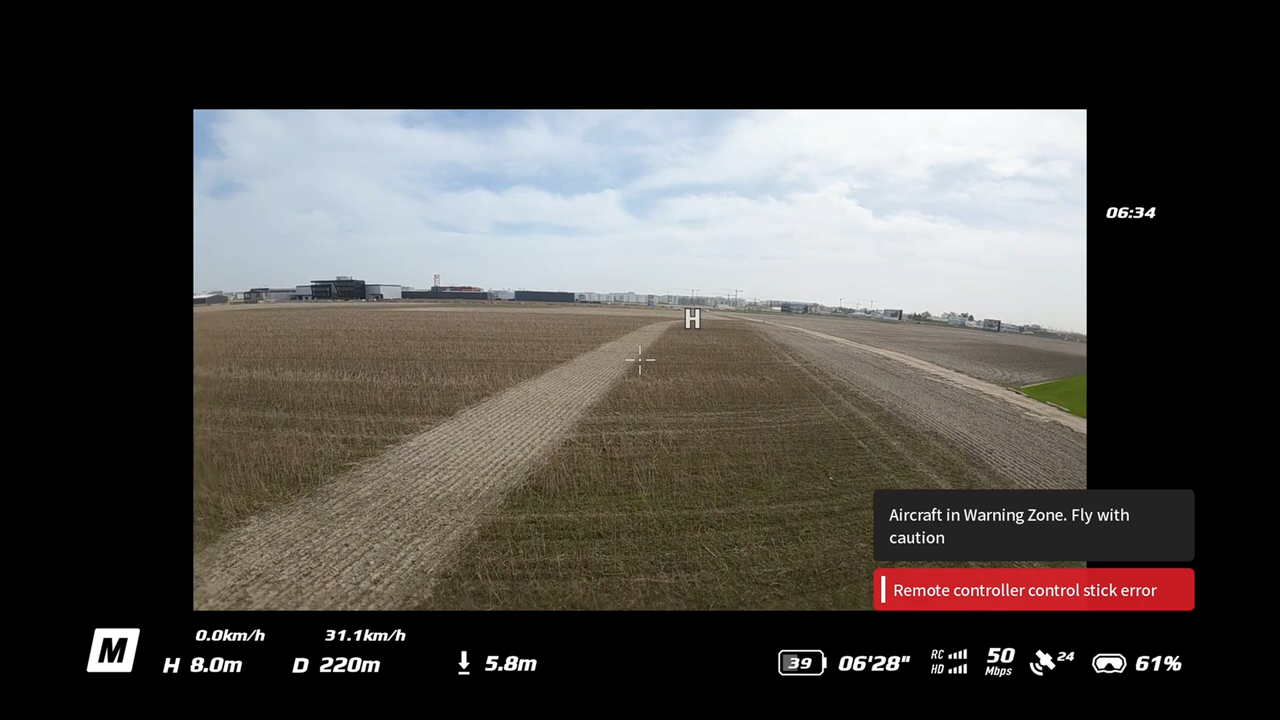 06:34
H
Aircraft in Warning Zone. Fly with
caution
Remote controller control stick error
M
0.0km/h 31.1km/h
H 8.0m D 220m 5.8m
39 06'28"
RC
HD
50
Mbps
24
61%